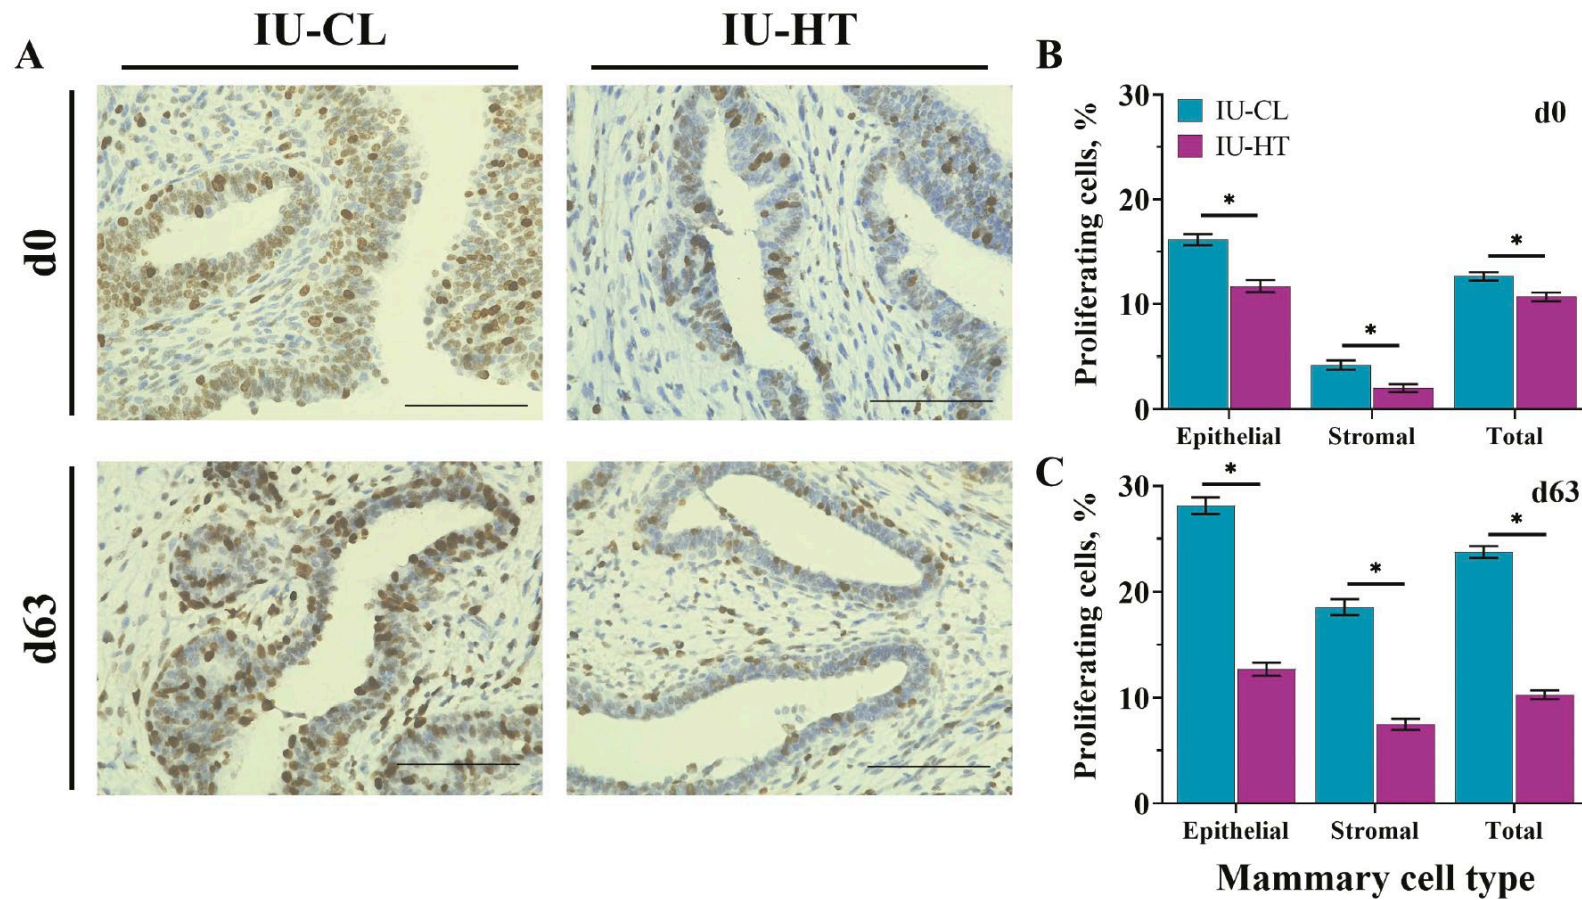 IU-CL IU-HT
A
d0
d63
B
30
20
10
0
Proliferating cells, %
IU-CL
IU-HT
d0
*
*
*
Epithelial Stromal Total
C
30
20
10
0
Proliferating cells, %
d63
*
*
*
Epithelial Stromal Total
Mammary cell type